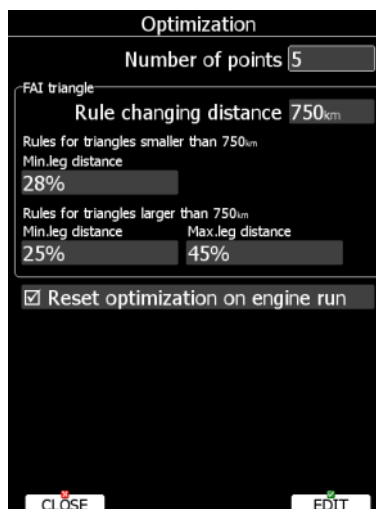 Optimization
Number of points 5
FAI triangle
Rule changing distance 750km
Rules for triangles smaller than 750km
Min.leg distance
28%
Rules for triangles larger than 750km
Min.leg distance Max.leg distance
25% 45%
Reset optimization on engine run
CLOSE EDIT